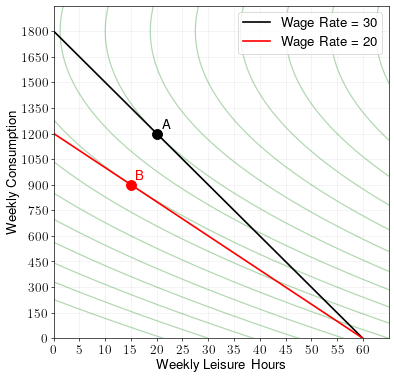 Wage Rate = 30
Wage Rate = 20
Weekly Consumption
1800
1650
1500
1350
1200
1050
900
750
600
450
300
150
0
A
B
0 5 10 15 20 25 30 35 40 45 50 55 60
Weekly Leisure Hours